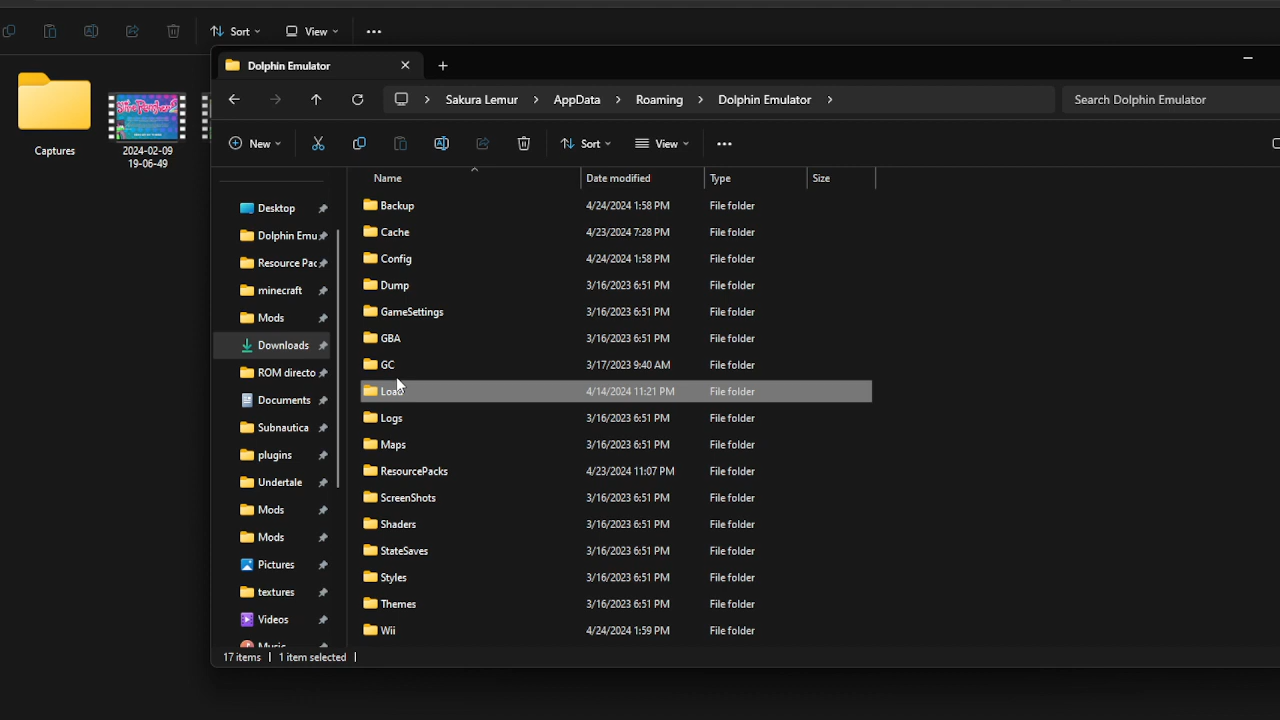 Sort View
Dolphin Emulator
Sakura Lemur AppData Roaming Dolphin Emulator Search Dolphin Emulator
Captures
2024-02-09
19-06-49
New Sort View
Name Date modified Type Size
Desktop
Dolphin Emu
Resource Pac
minecraft
Mods
Downloads
ROM directo
Documents
Subnautica
plugins
Undertale
Mods
Mods
Pictures
textures
Videos
Music
Backup 4/24/2024 1:58 PM File folder
Cache 4/23/2024 7:28 PM File folder
Config 4/24/2024 1:58 PM File folder
Dump 3/16/2023 6:51 PM File folder
GameSettings 3/16/2023 6:51 PM File folder
GBA 3/16/2023 6:51 PM File folder
GC 3/17/2023 9:40 AM File folder
Load 4/14/2024 11:21 PM File folder
Logs 3/16/2023 6:51 PM File folder
Maps 3/16/2023 6:51 PM File folder
ResourcePacks 4/23/2024 11:07 PM File folder
ScreenShots 3/16/2023 6:51 PM File folder
Shaders 3/16/2023 6:51 PM File folder
StateSaves 3/16/2023 6:51 PM File folder
Styles 3/16/2023 6:51 PM File folder
Themes 3/16/2023 6:51 PM File folder
Wii 4/24/2024 1:59 PM File folder
17 items 1 item selected